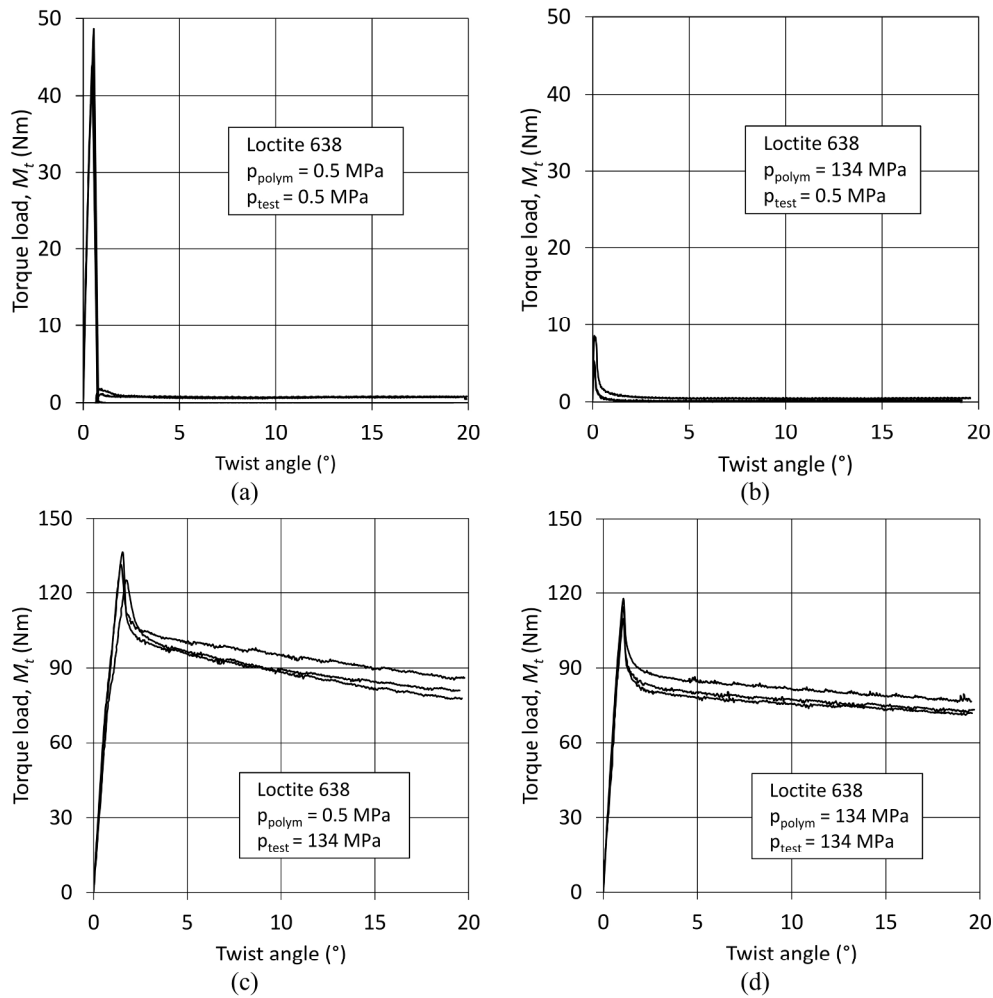 50
40
30
20
10
0
Torque load, Mt (Nm)
Loctite 638
ppolym = 0.5 MPa
ptest = 0.5 MPa
0 5 10 15 20
Twist angle (°)
(a)
50
40
30
20
10
0
Torque load, Mt (Nm)
Loctite 638
ppolym = 134 MPa
ptest = 0.5 MPa
0 5 10 15 20
Twist angle (°)
(b)
150
120
90
60
30
0
Torque load, Mt (Nm)
Loctite 638
ppolym = 0.5 MPa
ptest = 134 MPa
0 5 10 15 20
Twist angle (°)
(c)
150
120
90
60
30
0
Torque load, Mt (Nm)
Loctite 638
ppolym = 134 MPa
ptest = 134 MPa
0 5 10 15 20
Twist angle (°)
(d)